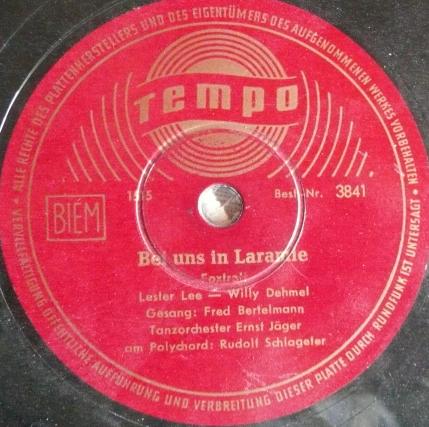 ALLE RECHTE DES PLATTENHERSTELLERS UND DES EIGENTÜMERS DES AUFGENOMMENEN WERKES VORBEHALTEN
Tempo
1515
Best.-Nr. 3841
BIEM
Bei uns in Laramie
Foxtrott
Lester Lee — Willy Dehmel
Gesang: Fred Bertelmann
Tanzorchester Ernst Jäger
am Polychord: Rudolf Schlageter
VERVIELFÄLTIGUNG ÖFFENTLICHE AUFFÜHRUNG UND VERBREITUNG DIESER PLATTE DURCH RUNDFUNK IST UNTERSAGT